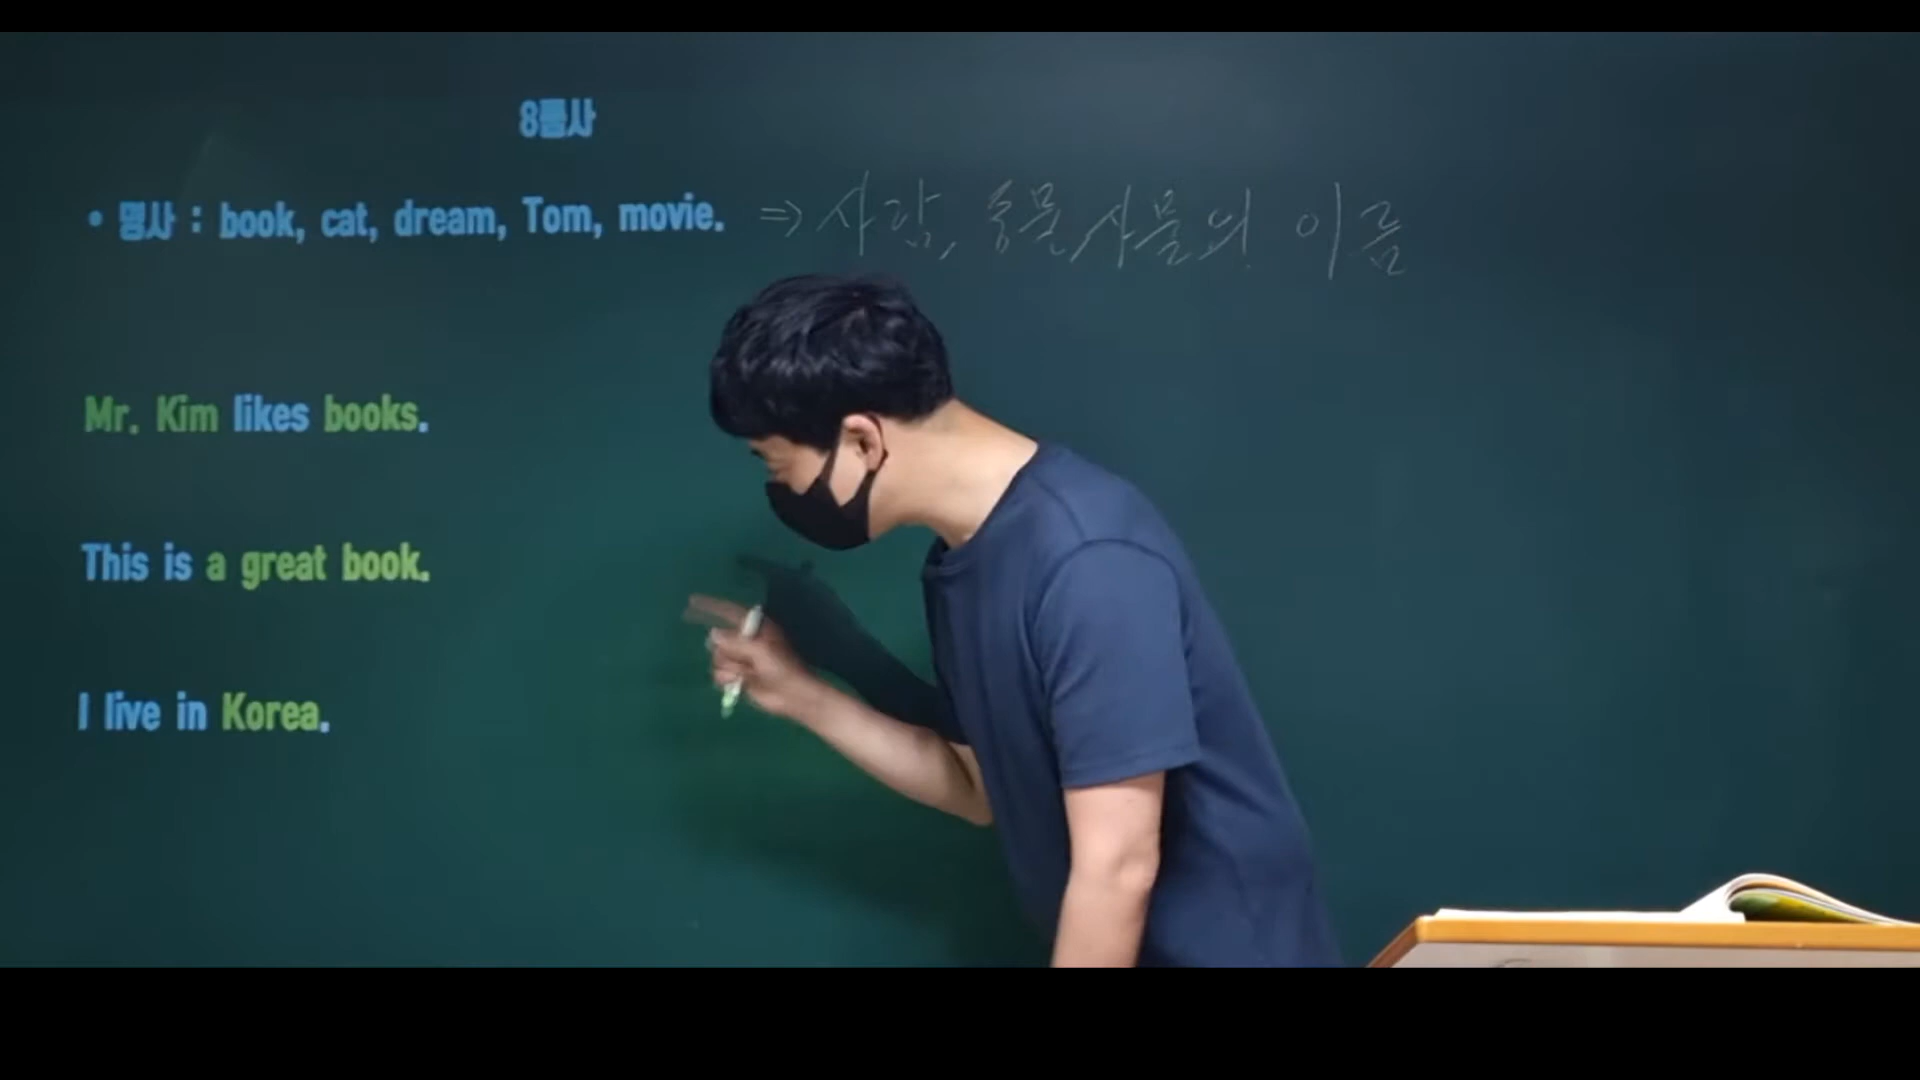 8품사
• 명사 : book, cat, dream, Tom, movie. ⇒ 사람, 동물, 사물의 이름
Mr. Kim likes books.
This is a great book.
I live in Korea.